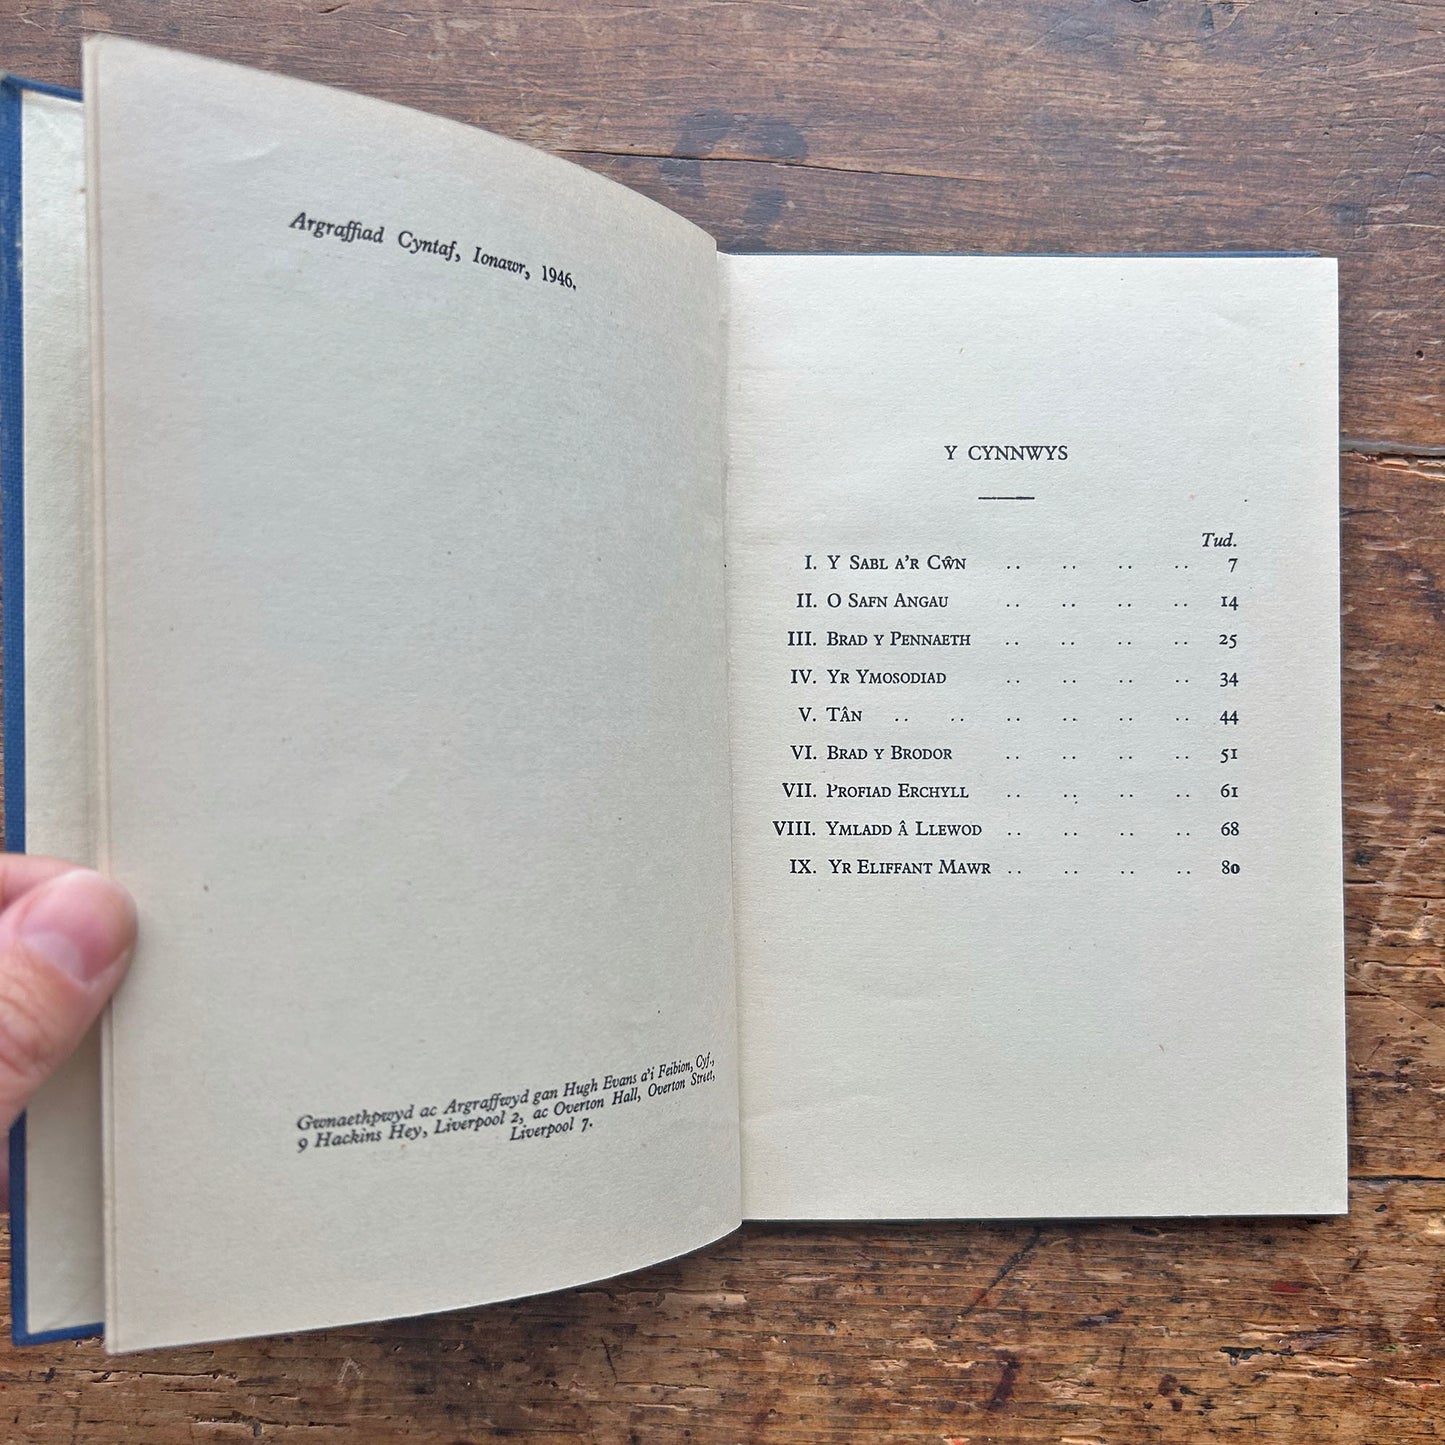 Argraffiad Cyntaf, Ionawr, 1946.
Gwnaethpwyd ac Argraffwyd gan Hugh Evans a'i Feibion, Cyf.,
9 Hackins Hey, Liverpool 2, ac Overton Hall, Overton Street,
Liverpool 7.
Y CYNNWYS
Tud.
I. Y SABL A'R CŴN .. .. .. .. 7
II. O SAFN ANGAU .. .. .. .. 14
III. BRAD Y PENNAETH .. .. .. .. 25
IV. YR YMOSODIAD .. .. .. .. 34
V. TÂN .. .. .. .. .. .. 44
VI. BRAD Y BRODOR .. .. .. .. 51
VII. PROFIAD ERCHYLL .. .. .. .. 61
VIII. YMLADD Â LLEWOD .. .. .. .. 68
IX. YR ELIFFANT MAWR .. .. .. .. 80